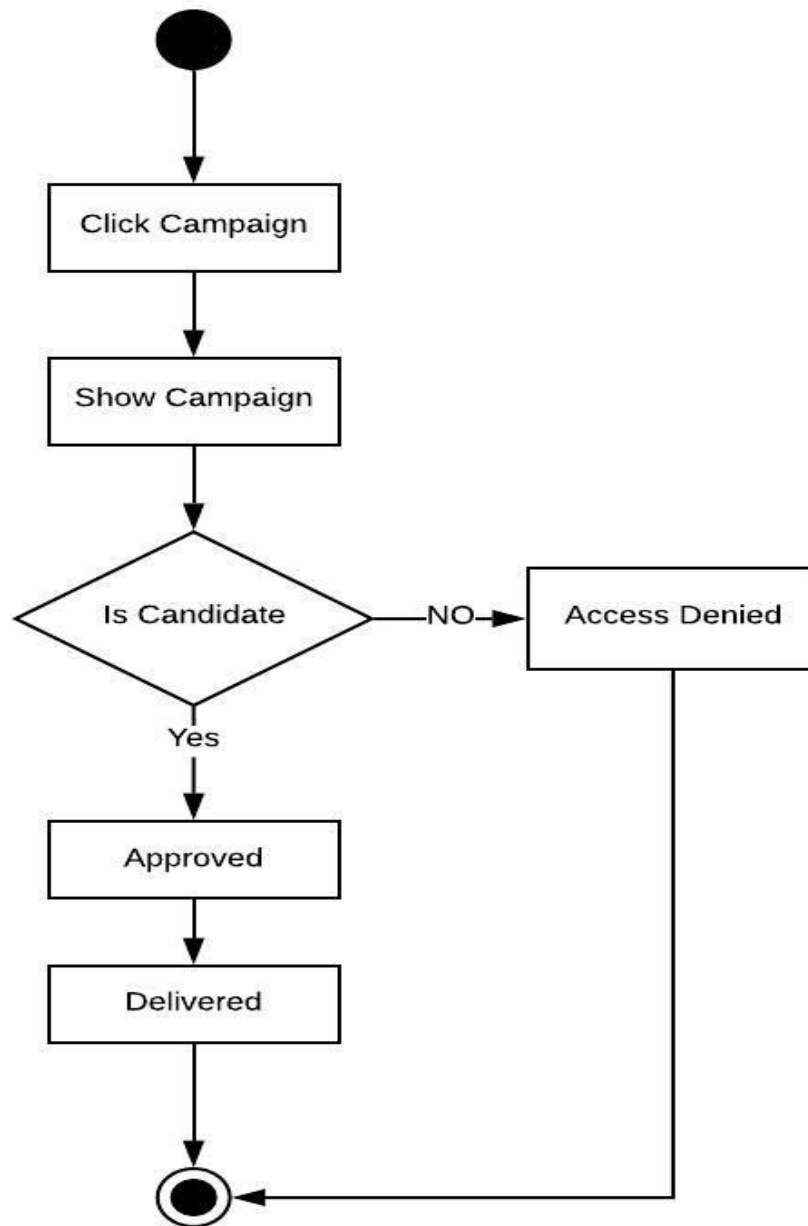 Click Campaign
Show Campaign
Is Candidate
NO
Access Denied
Yes
Approved
Delivered